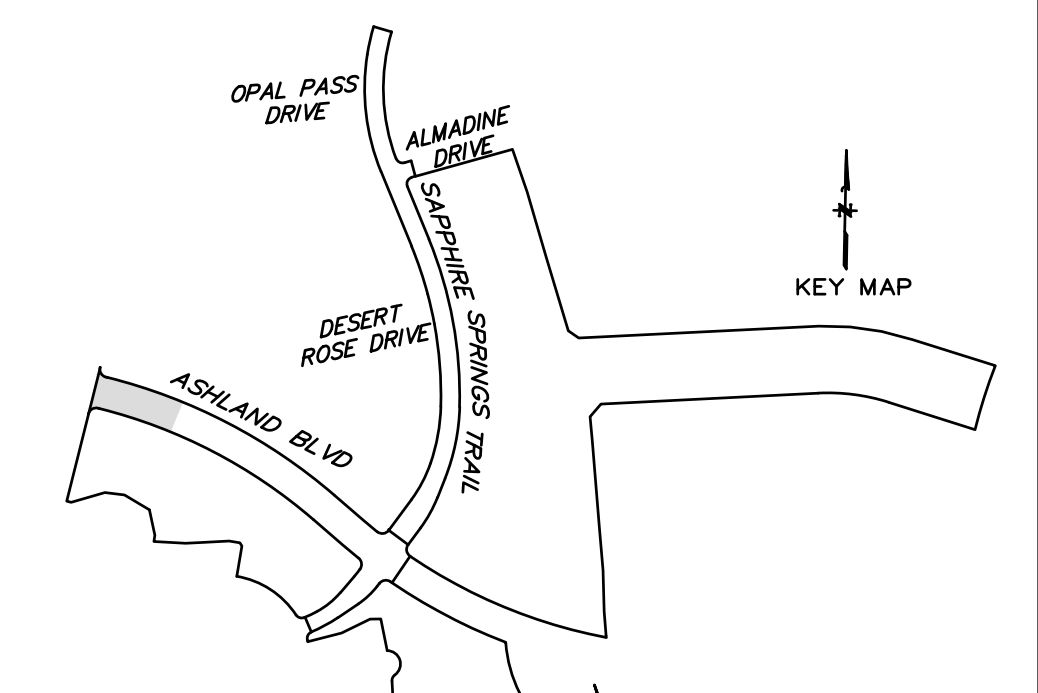 OPAL PASS
DRIVE
ALMADINE
DRIVE
SAPPHIRE SPRINGS TRAIL
N
KEY MAP
DESERT
ROSE DRIVE
ASHLAND BLVD